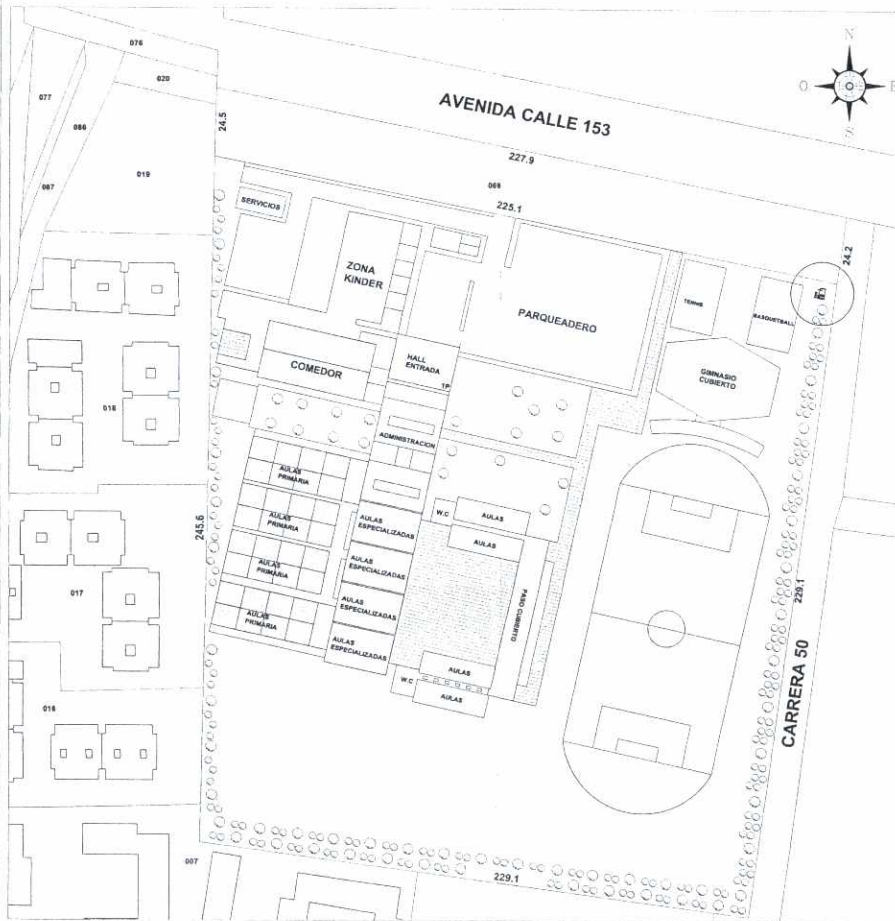 076
020
077
086
087
019
24.5
AVENIDA CALLE 153
227.9
069
225.1
N
O
E
S
24.2
SERVICIOS
ZONA
KINDER
PARQUEADERO
TENNIS
BASQUETBALL
GIMNASIO
CUBIERTO
COMEDOR
HALL
ENTRADA
1P
018
ADMINISTRACION
AULAS
PRIMARIA
AULAS
PRIMARIA
AULAS
PRIMARIA
AULAS
PRIMARIA
AULAS
ESPECIALIZADAS
AULAS
ESPECIALIZADAS
AULAS
ESPECIALIZADAS
AULAS
ESPECIALIZADAS
W.C
AULAS
AULAS
PASO CUBIERTO
AULAS
W.C
AULAS
245.6
017
016
007
229.1
CARRERA 50
229.1